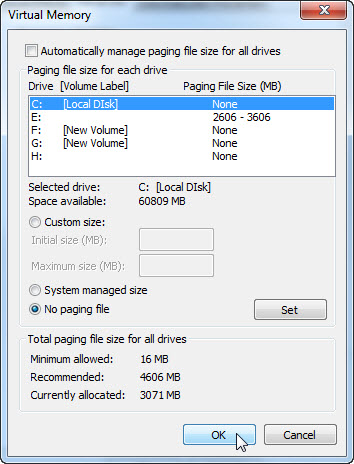 Virtual Memory
Automatically manage paging file size for all drives
Paging file size for each drive
Drive [Volume Label] Paging File Size (MB)
C: [Local DIsk] None
E: 2606 - 3606
F: [New Volume] None
G: [New Volume] None
H: None
Selected drive: C: [Local DIsk]
Space available: 60809 MB
Custom size:
Initial size (MB):
Maximum size (MB):
System managed size
No paging file Set
Total paging file size for all drives
Minimum allowed: 16 MB
Recommended: 4606 MB
Currently allocated: 3071 MB
OK Cancel